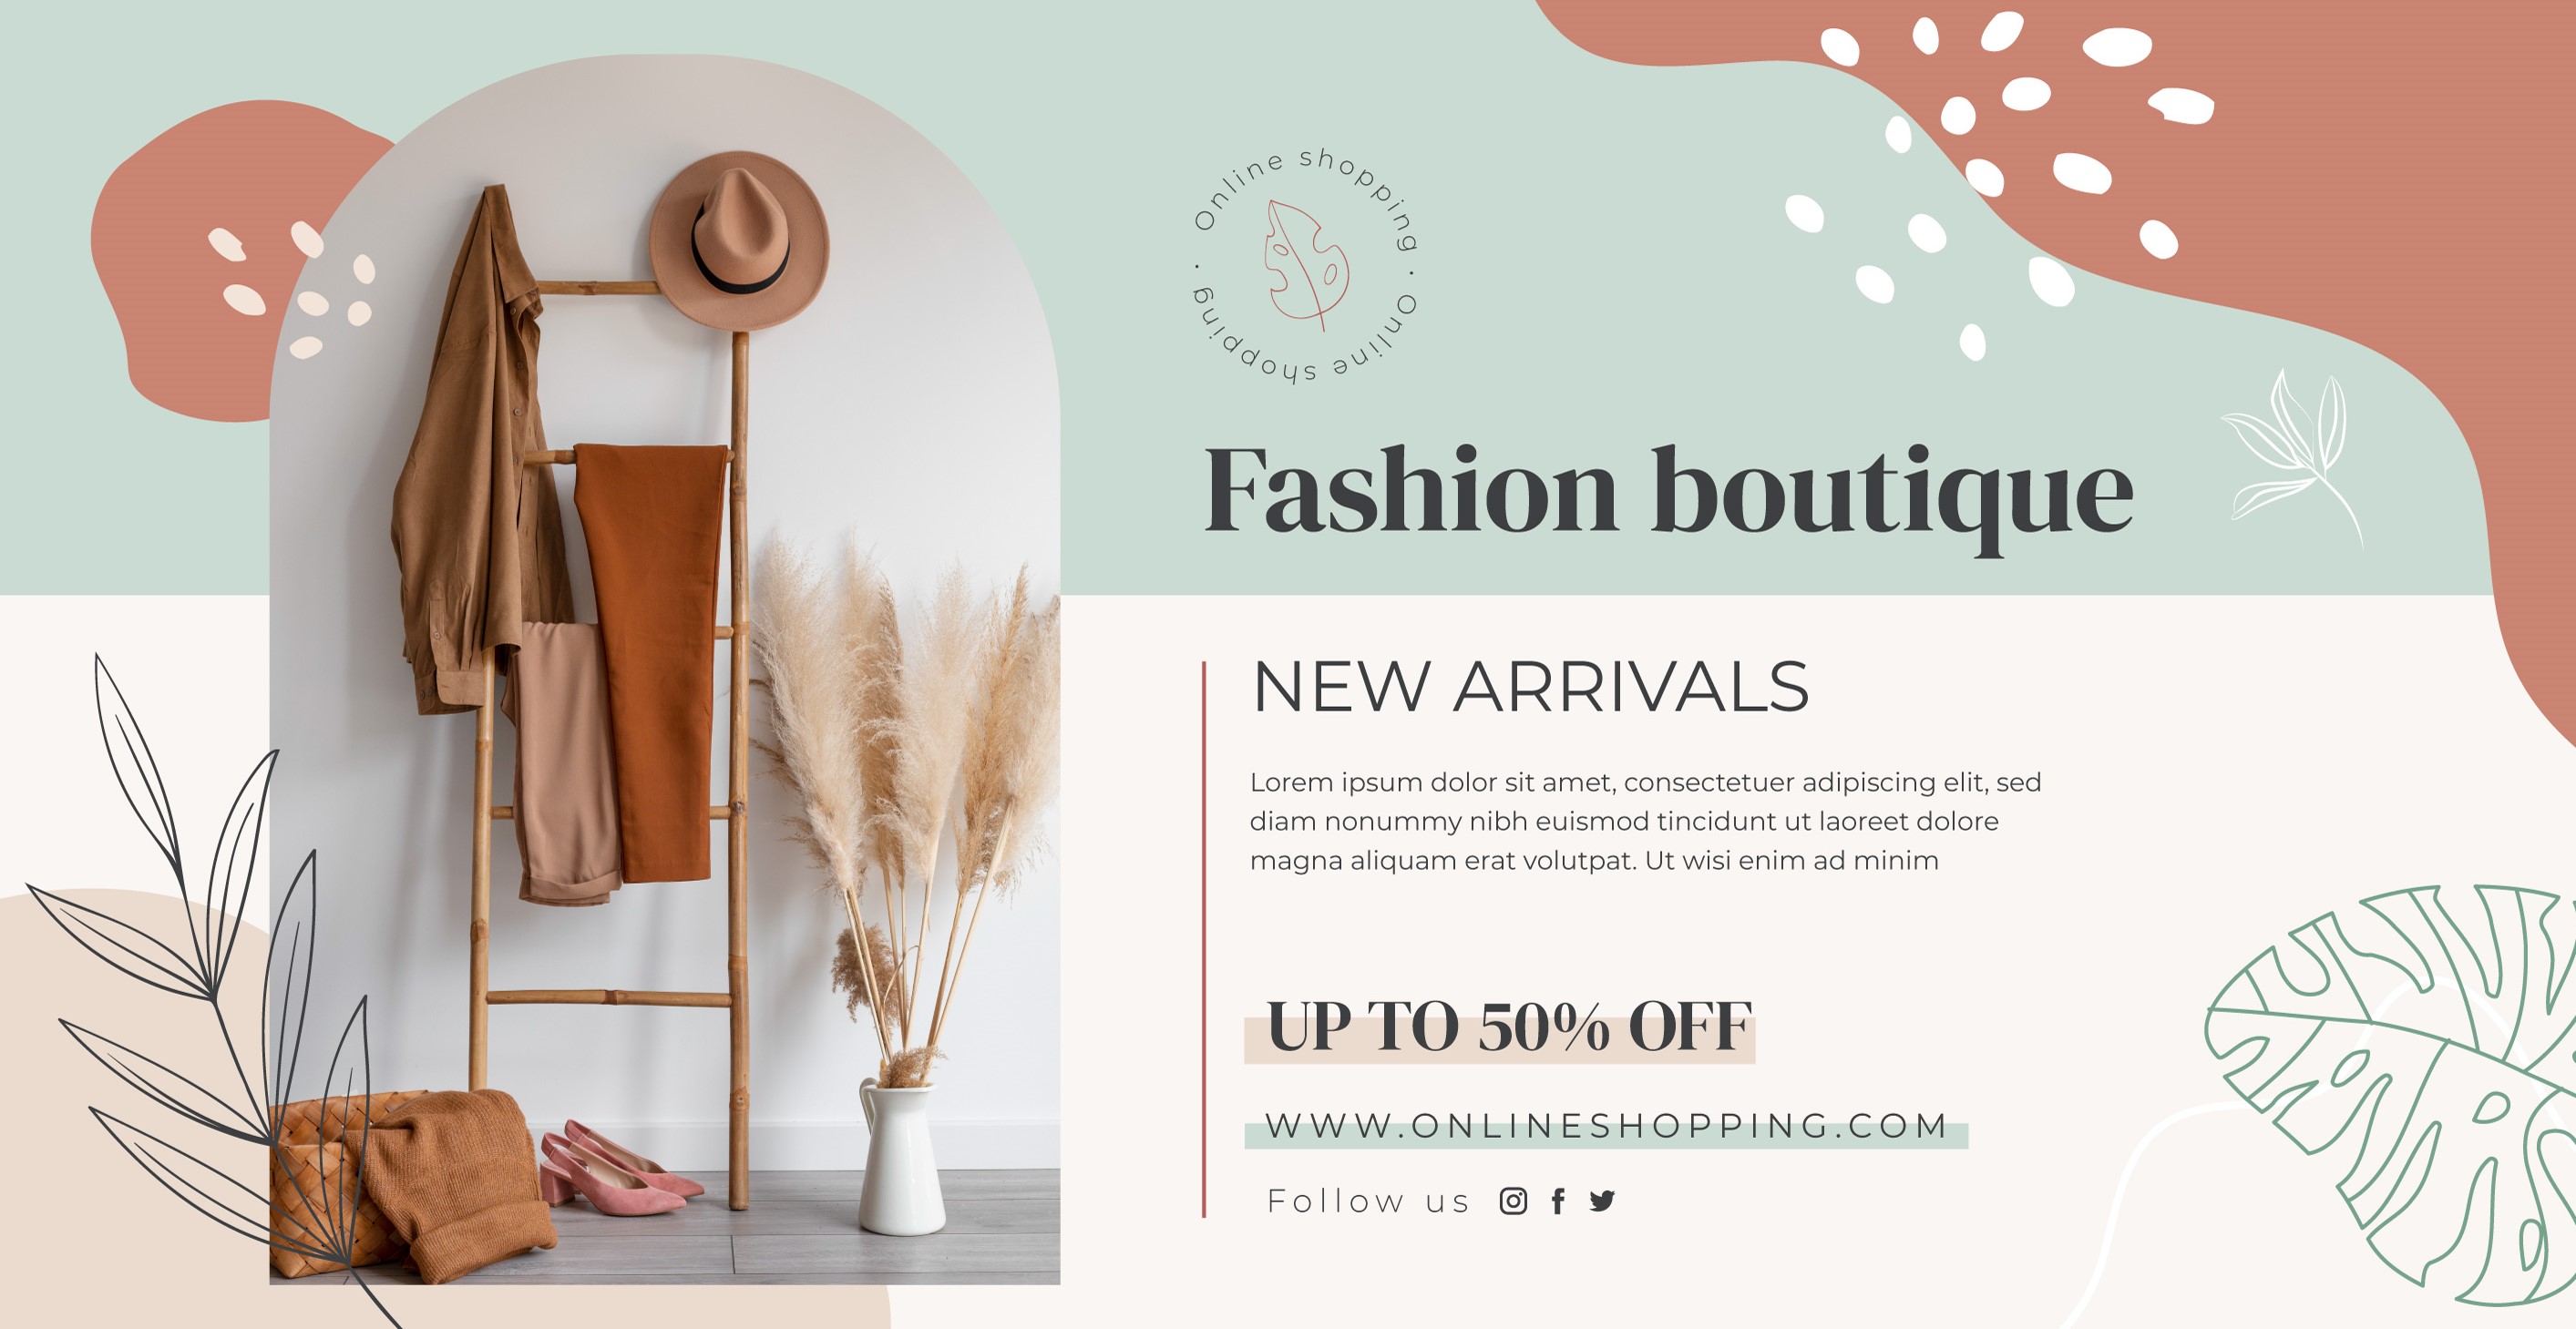 Online shopping · Online shopping ·
Fashion boutique
NEW ARRIVALS
Lorem ipsum dolor sit amet, consectetuer adipiscing elit, sed
diam nonummy nibh euismod tincidunt ut laoreet dolore
magna aliquam erat volutpat. Ut wisi enim ad minim
UP TO 50% OFF
WWW.ONLINESHOPPING.COM
Follow us